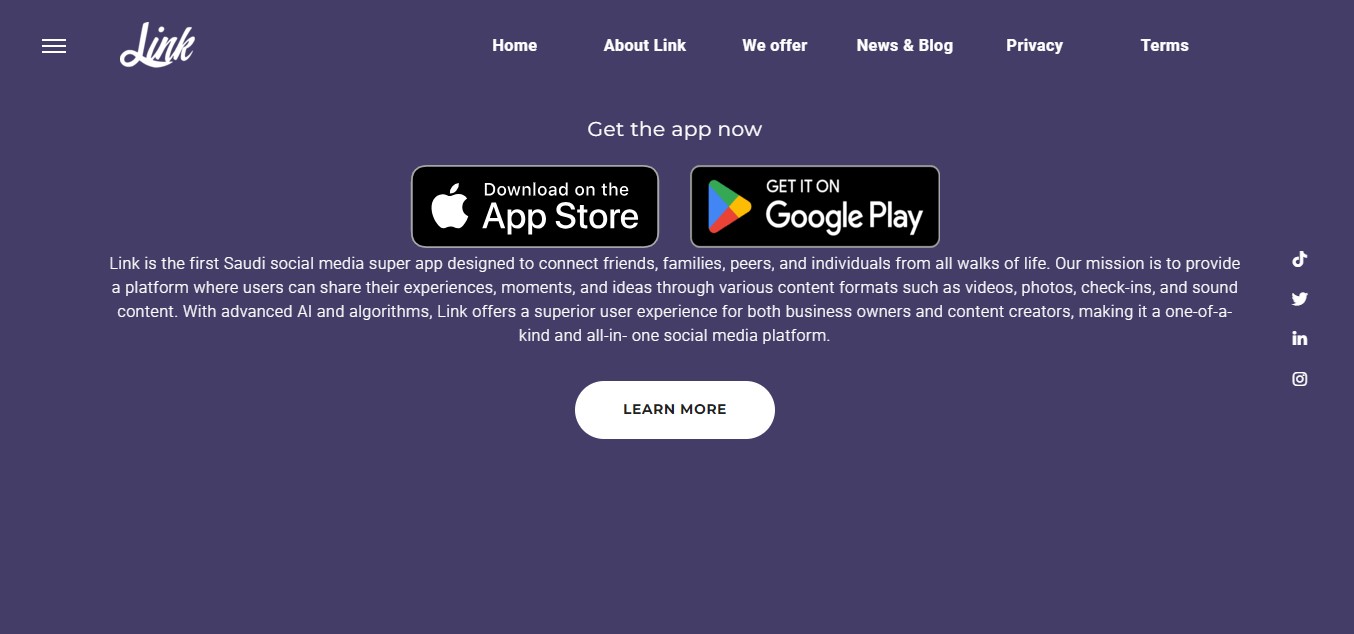 Link
Home
About Link
We offer
News & Blog
Privacy
Terms
Get the app now
Download on the
App Store
GET IT ON
Google Play
Link is the first Saudi social media super app designed to connect friends, families, peers, and individuals from all walks of life. Our mission is to provide
a platform where users can share their experiences, moments, and ideas through various content formats such as videos, photos, check-ins, and sound
content. With advanced AI and algorithms, Link offers a superior user experience for both business owners and content creators, making it a one-of-a-
kind and all-in- one social media platform.
in
LEARN MORE